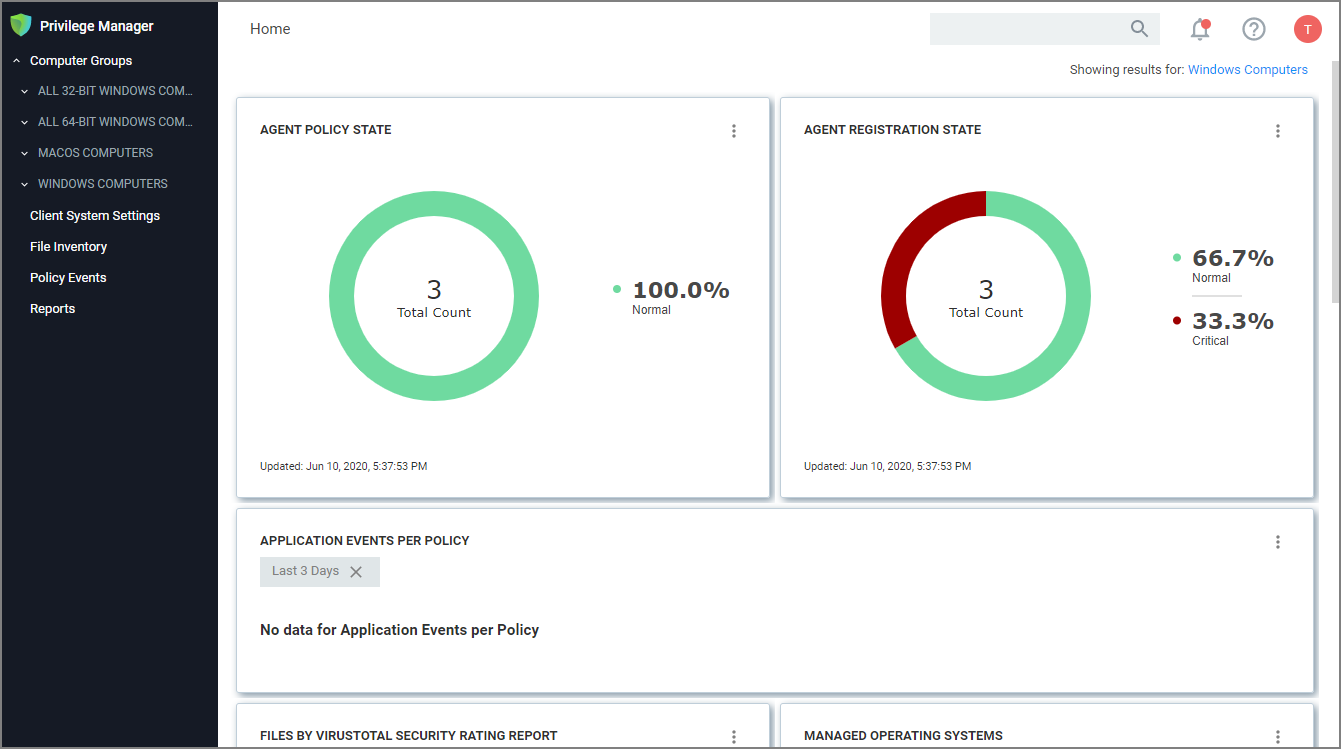 Privilege Manager
Computer Groups
ALL 32-BIT WINDOWS COM...
ALL 64-BIT WINDOWS COM...
MACOS COMPUTERS
WINDOWS COMPUTERS
Client System Settings
File Inventory
Policy Events
Reports
Home
T
Showing results for: Windows Computers
AGENT POLICY STATE
3
Total Count
100.0%
Normal
Updated: Jun 10, 2020, 5:37:53 PM
AGENT REGISTRATION STATE
3
Total Count
66.7%
Normal
33.3%
Critical
Updated: Jun 10, 2020, 5:37:53 PM
APPLICATION EVENTS PER POLICY
Last 3 Days
No data for Application Events per Policy
FILES BY VIRUSTOTAL SECURITY RATING REPORT
MANAGED OPERATING SYSTEMS